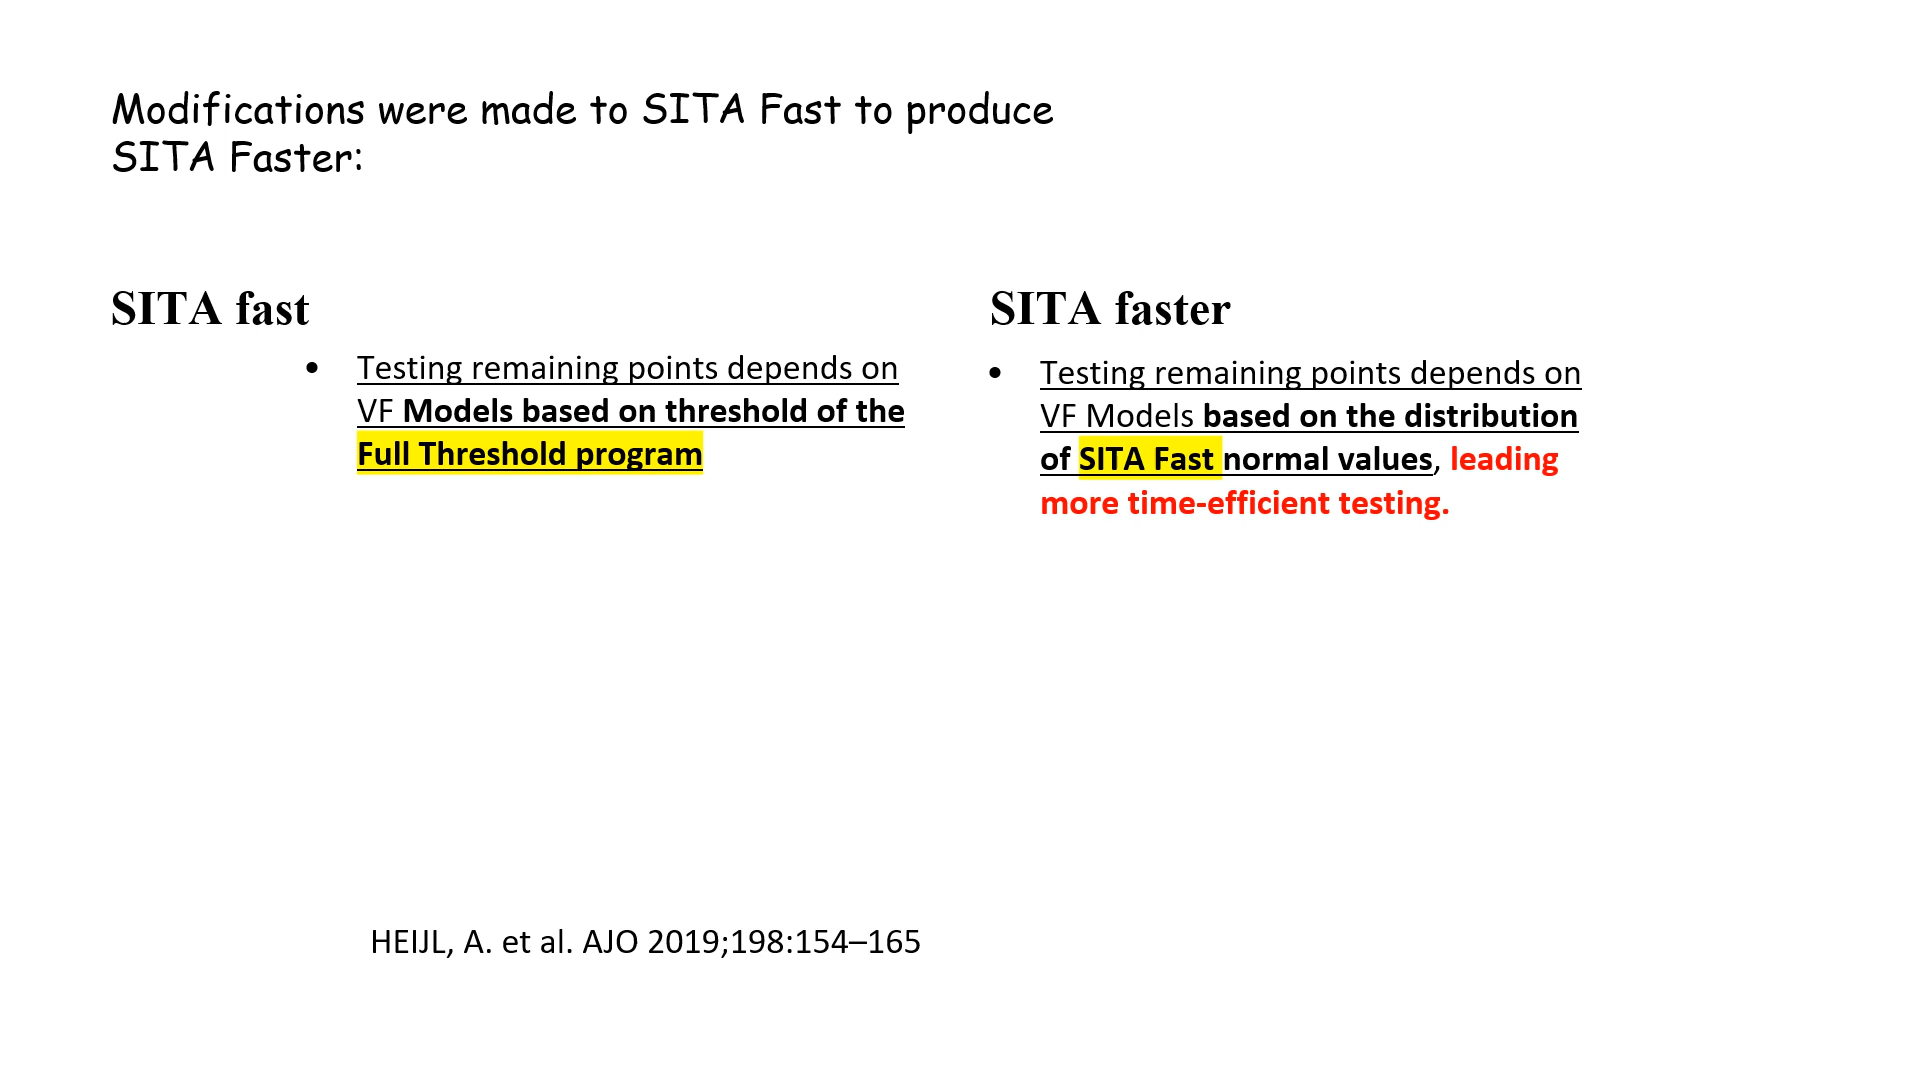 Modifications were made to SITA Fast to produce
SITA Faster:
SITA fast
• Testing remaining points depends on
VF Models based on threshold of the
Full Threshold program
SITA faster
• Testing remaining points depends on
VF Models based on the distribution
of SITA Fast normal values, leading
more time-efficient testing.
HEIJL, A. et al. AJO 2019;198:154–165